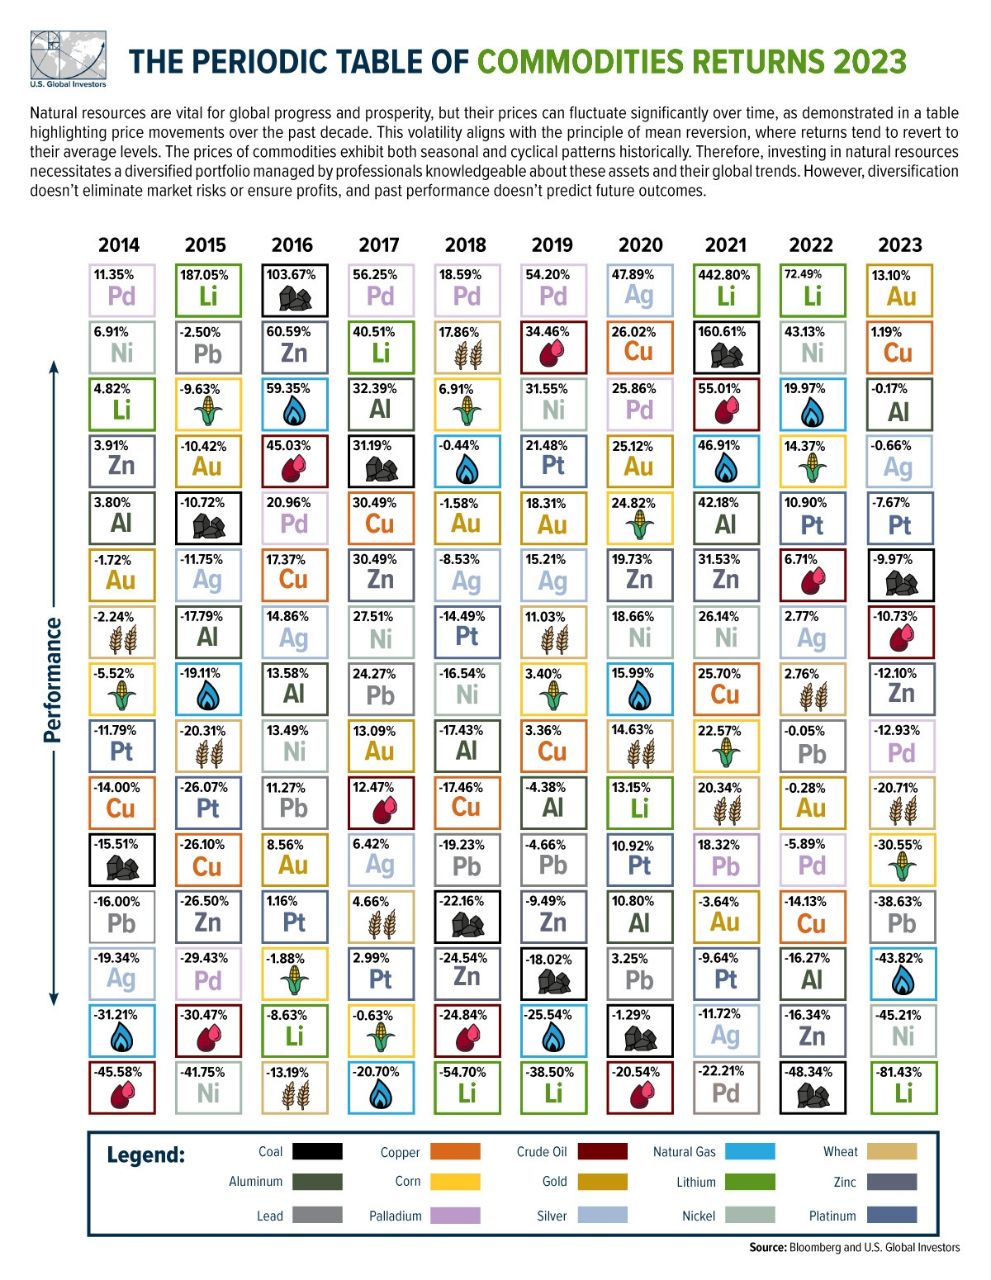 U.S. Global Investors
THE PERIODIC TABLE OF COMMODITIES RETURNS 2023
Natural resources are vital for global progress and prosperity, but their prices can fluctuate significantly over time, as demonstrated in a table
highlighting price movements over the past decade. This volatility aligns with the principle of mean reversion, where returns tend to revert to
their average levels. The prices of commodities exhibit both seasonal and cyclical patterns historically. Therefore, investing in natural resources
necessitates a diversified portfolio managed by professionals knowledgeable about these assets and their global trends. However, diversification
doesn't eliminate market risks or ensure profits, and past performance doesn't predict future outcomes.
2014 2015 2016 2017 2018 2019 2020 2021 2022 2023
11.35% 187.05% 103.67% 56.25% 18.59% 54.20% 47.89% 442.80% 72.49% 13.10%
Pd Li Pd Pd Pd Ag Li Li Au
6.91% -2.50% 60.59% 40.51% 17.86% 34.46% 26.02% 160.61% 43.13% 1.19%
Ni Pb Zn Li Cu Ni Cu
4.82% -9.63% 59.35% 32.39% 6.91% 31.55% 25.86% 55.01% 19.97% -0.17%
Li Al Ni Pd Al
3.91% -10.42% 45.03% 31.19% -0.44% 21.48% 25.12% 46.91% 14.37% -0.66%
Zn Au Pt Au Ag
3.80% -10.72% 20.96% 30.49% -1.58% 18.31% 24.82% 42.18% 10.90% -7.67%
Al Pd Cu Au Au Al Pt Pt
-1.72% -11.75% 17.37% 30.49% -8.53% 15.21% 19.73% 31.53% 6.71% -9.97%
Au Ag Cu Zn Ag Ag Zn Zn
-2.24% -17.79% 14.86% 27.51% -14.49% 11.03% 18.66% 26.14% 2.77% -10.73%
Al Ag Ni Pt Ni Ni Ag
-5.52% -19.11% 13.58% 24.27% -16.54% 3.40% 15.99% 25.70% 2.76% -12.10%
Al Pb Ni Cu Zn
-11.79% -20.31% 13.49% 13.09% -17.43% 3.36% 14.63% 22.57% -0.05% -12.93%
Pt Ni Au Al Cu Pb Pd
-14.00% -26.07% 11.27% 12.47% -17.46% -4.38% 13.15% 20.34% -0.28% -20.71%
Cu Pt Pb Cu Al Li Au
-15.51% -26.10% 8.56% 6.42% -19.23% -4.66% 10.92% 18.32% -5.89% -30.55%
Cu Au Ag Pb Pb Pt Pb Pd
-16.00% -26.50% 1.16% 4.66% -22.16% -9.49% 10.80% -3.64% -14.13% -38.63%
Pb Zn Pt Zn Al Au Cu Pb
-19.34% -29.43% -1.88% 2.99% -24.54% -18.02% 3.25% -9.64% -16.27% -43.82%
Ag Pd Pt Zn Pb Pt Al
-31.21% -30.47% -8.63% -0.63% -24.84% -25.54% -1.29% -11.72% -16.34% -45.21%
Li Ag Zn Ni
-45.58% -41.75% -13.19% -20.70% -54.70% -38.50% -20.54% -22.21% -48.34% -81.43%
Ni Li Li Pd Li
Performance
Legend:
Coal Copper Crude Oil Natural Gas Wheat
Aluminum Corn Gold Lithium Zinc
Lead Palladium Silver Nickel Platinum
Source: Bloomberg and U.S. Global Investors